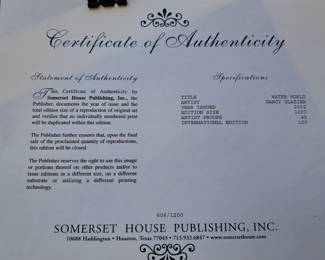 Certificate of Authenticity
Statement of Authenticity
This Certificate of Authenticity by
Somerset House Publishing, Inc., the
Publisher, documents the year of issue and the
total edition size of a reproduction of original art
and verifies that no individually numbered print
will be duplicated within this edition.
The Publisher further ensures that, upon the final
sale of the proclaimed quantity of reproductions,
this edition will be closed.
The Publisher reserves the right to use this image
or portions thereof on other products and/or to
issue editions in a different size, on a different
substrate or utilizing a different printing
technology.
Specifications
TITLE WATER WORLD
ARTIST NANCY GLAZIER
YEAR ISSUED 2002
EDITION SIZE 1200
ARTIST PROOFS 40
INTERNATIONAL EDITION 100
606/1200
SOMERSET HOUSE PUBLISHING, INC.
10688 Haddington • Houston, Texas 77043 • 713.932.6847 • www.somersethouse.com